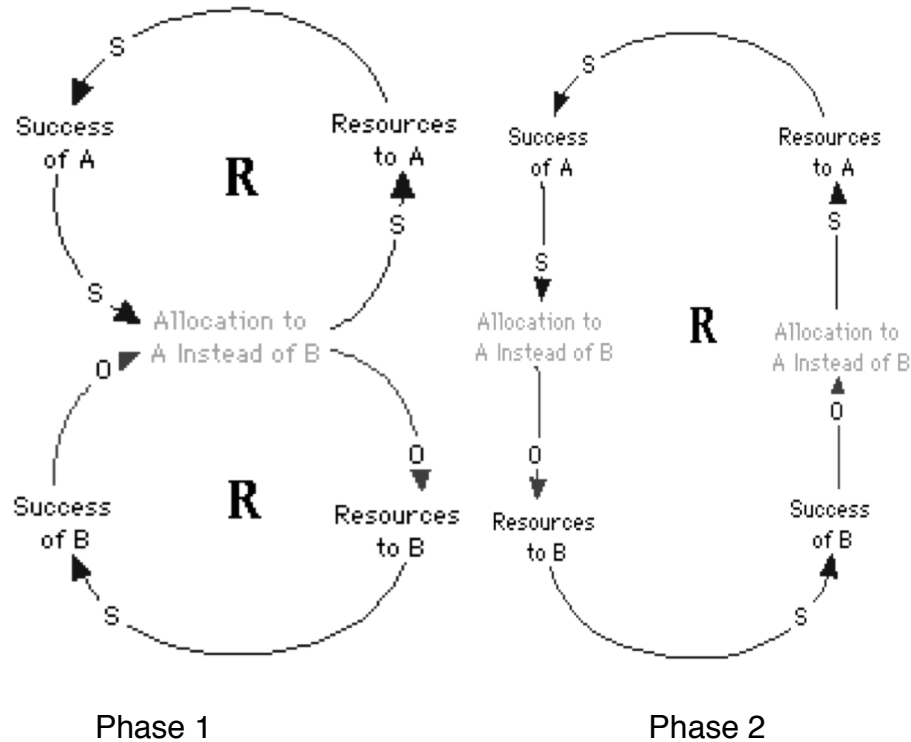 S
Success
of A
Resources
to A
R
S
S
Allocation to
A Instead of B
O
O
R
Success
of B
Resources
to B
S
Phase 1
S
Success
of A
Resources
to A
S
S
Allocation to
A Instead of B
R
Allocation to
A Instead of B
O
O
Resources
to B
Success
of B
S
Phase 2